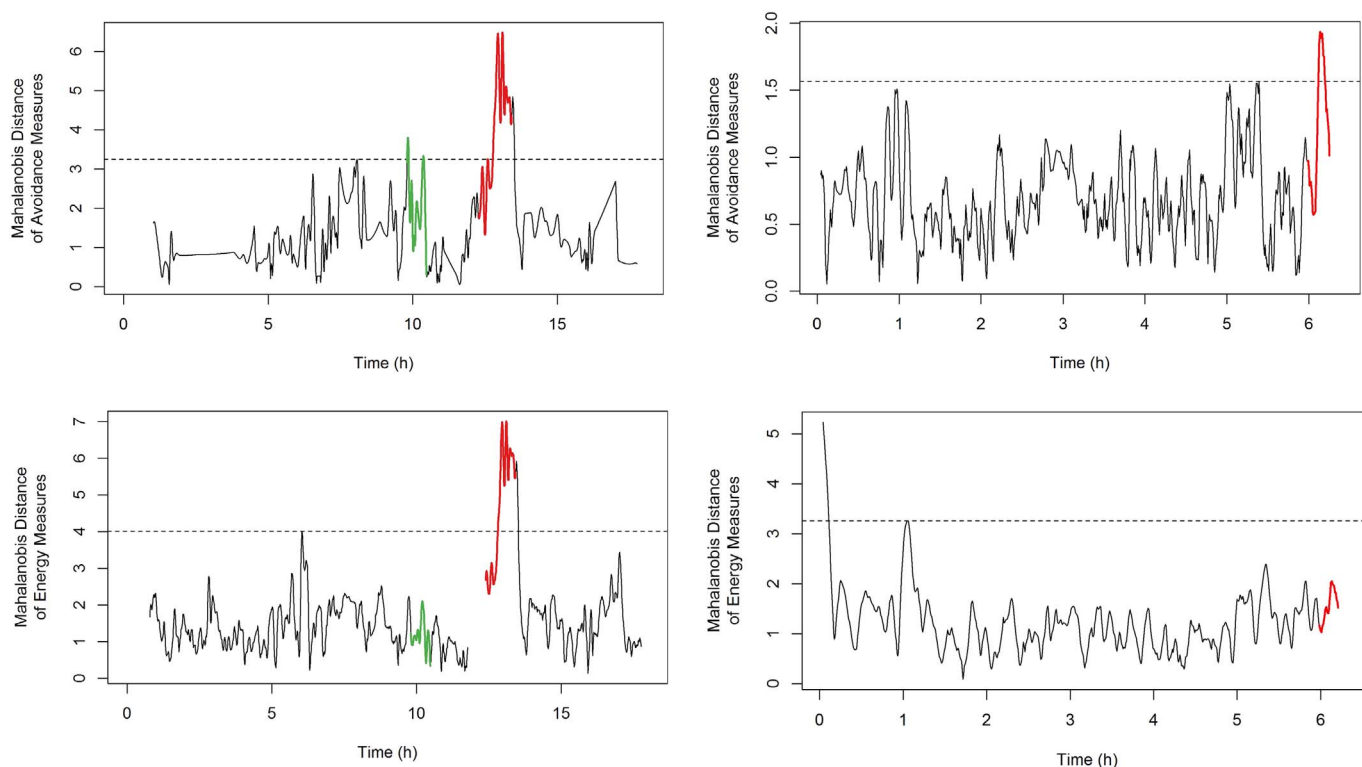 Mahalanobis Distance
of Avoidance Measures
6
5
4
3
2
1
0
0 5 10 15
Time (h)
Mahalanobis Distance
of Avoidance Measures
2.0
1.5
1.0
0.5
0.0
0 1 2 3 4 5 6
Time (h)
Mahalanobis Distance
of Energy Measures
7
6
5
4
3
2
1
0
0 5 10 15
Time (h)
Mahalanobis Distance
of Energy Measures
5
4
3
2
1
0
0 1 2 3 4 5 6
Time (h)